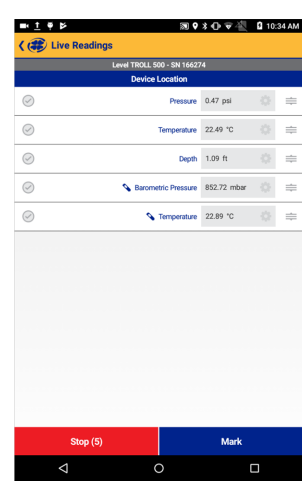 10:34 AM
Live Readings
Level TROLL 500 - SN 166274
Device Location
Pressure 0.47 psi
Temperature 22.49 °C
Depth 1.09 ft
Barometric Pressure 852.72 mbar
Temperature 22.89 °C
Stop (5) Mark